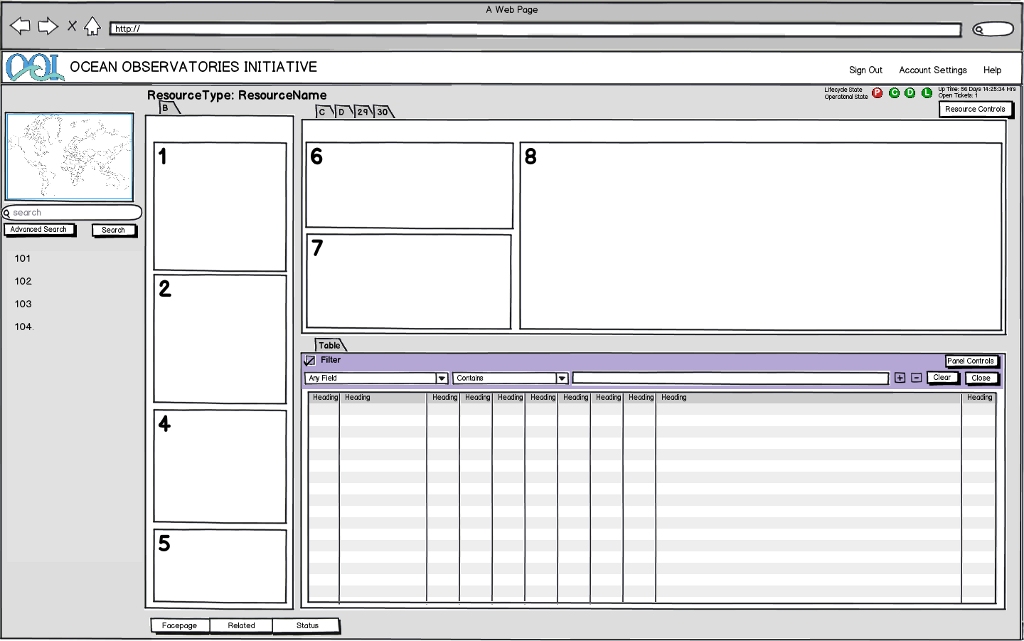 A Web Page
http://
OOI OCEAN OBSERVATORIES INITIATIVE
Sign Out Account Settings Help
ResourceType: ResourceName
Lifecycle State
Operational State
P C D L
Up Time: 56 Days 14:28:34 Hrs
Open Tickets: 1
Resource Controls
B
C D 29 30
search
Advanced Search Search
101
102
103
104
1
2
4
5
6
7
8
Table
Filter
Panel Controls
Any Field Contains + - Clear Close
Heading Heading Heading Heading Heading Heading Heading Heading Heading Heading Heading
Facepage Related Status